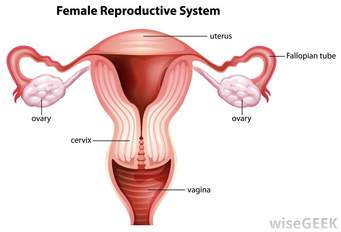 Female Reproductive System
uterus
Fallopian tube
ovary
ovary
cervix
vagina
wiseGEEK